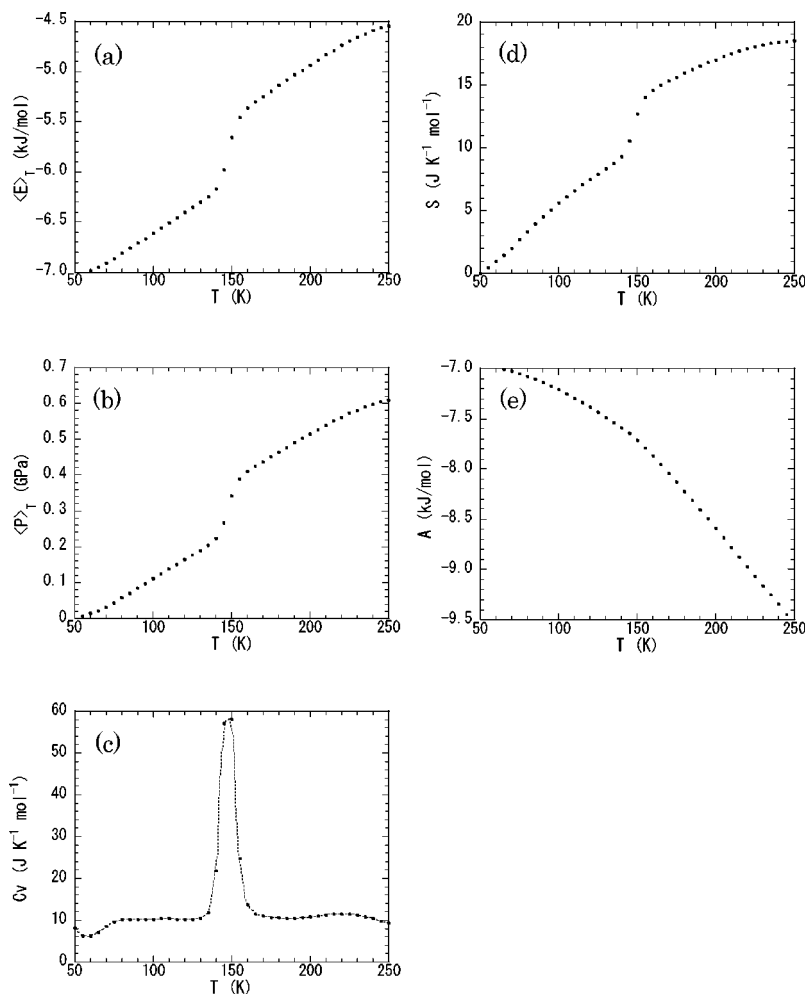 (a)
-4.5
-5.0
-5.5
-6.0
-6.5
-7.0
⟨E⟩T (kJ/mol)
50 100 150 200 250
T (K)
(d)
20
15
10
5
0
S (J K⁻¹ mol⁻¹)
50 100 150 200 250
T (K)
(b)
0.7
0.6
0.5
0.4
0.3
0.2
0.1
0
⟨P⟩T (GPa)
50 100 150 200 250
T (K)
(e)
-7.0
-7.5
-8.0
-8.5
-9.0
-9.5
A (kJ/mol)
50 100 150 200 250
T (K)
(c)
60
50
40
30
20
10
0
Cv (J K⁻¹ mol⁻¹)
50 100 150 200 250
T (K)